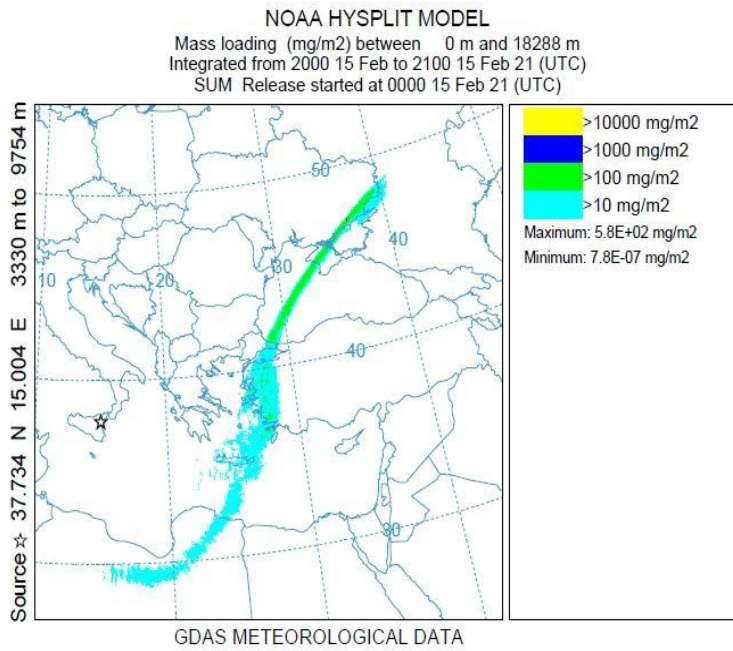 NOAA HYSPLIT MODEL
Mass loading (mg/m2) between 0 m and 18288 m
Integrated from 2000 15 Feb to 2100 15 Feb 21 (UTC)
SUM Release started at 0000 15 Feb 21 (UTC)
Source ☆ 37.734 N 15.004 E 3330 m to 9754 m
50
40
30
20
10
40
30
>10000 mg/m2
>1000 mg/m2
>100 mg/m2
>10 mg/m2
Maximum: 5.8E+02 mg/m2
Minimum: 7.8E-07 mg/m2
GDAS METEOROLOGICAL DATA